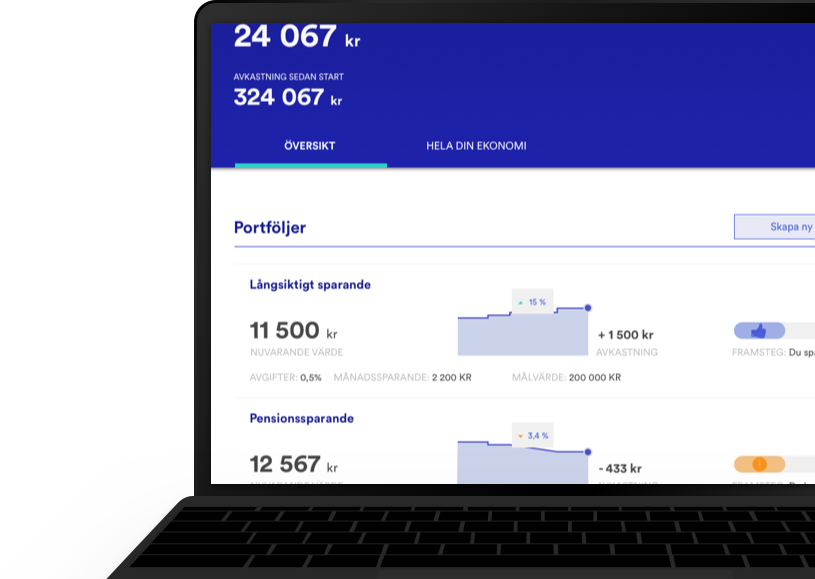 24 067 kr
AVKASTNING SEDAN START
324 067 kr
ÖVERSIKT HELA DIN EKONOMI
Portföljer
Skapa ny
Långsiktigt sparande
15 %
11 500 kr
+ 1 500 kr
NUVARANDE VÄRDE
AVKASTNING
FRAMSTEG: Du spa
AVGIFTER: 0,5% MÅNADSSPARANDE: 2 200 KR MÅLVÄRDE: 200 000 KR
Pensionssparande
3,4 %
12 567 kr
- 433 kr